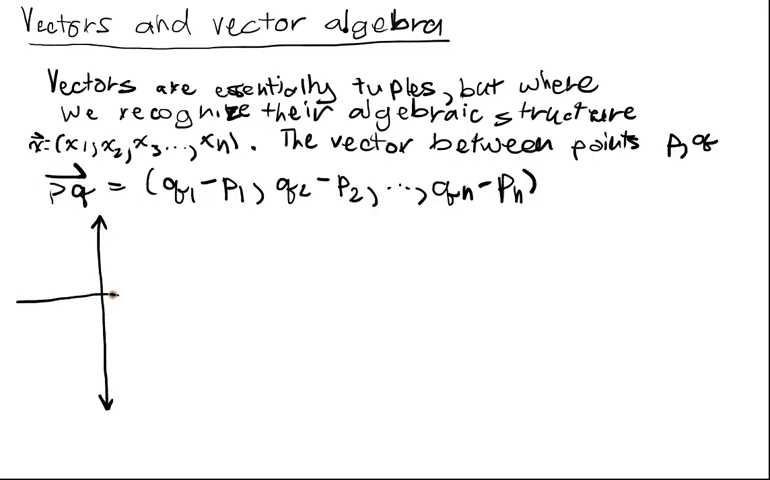 Vectors and vector algebra
Vectors are essentially tuples, but where
we recognize their algebraic structure
x⃗=(x₁,x₂,x₃...,xₙ). The vector between points p,q
p⃗q⃗ = (q₁-p₁, q₂-p₂, ..., qₙ-pₙ)